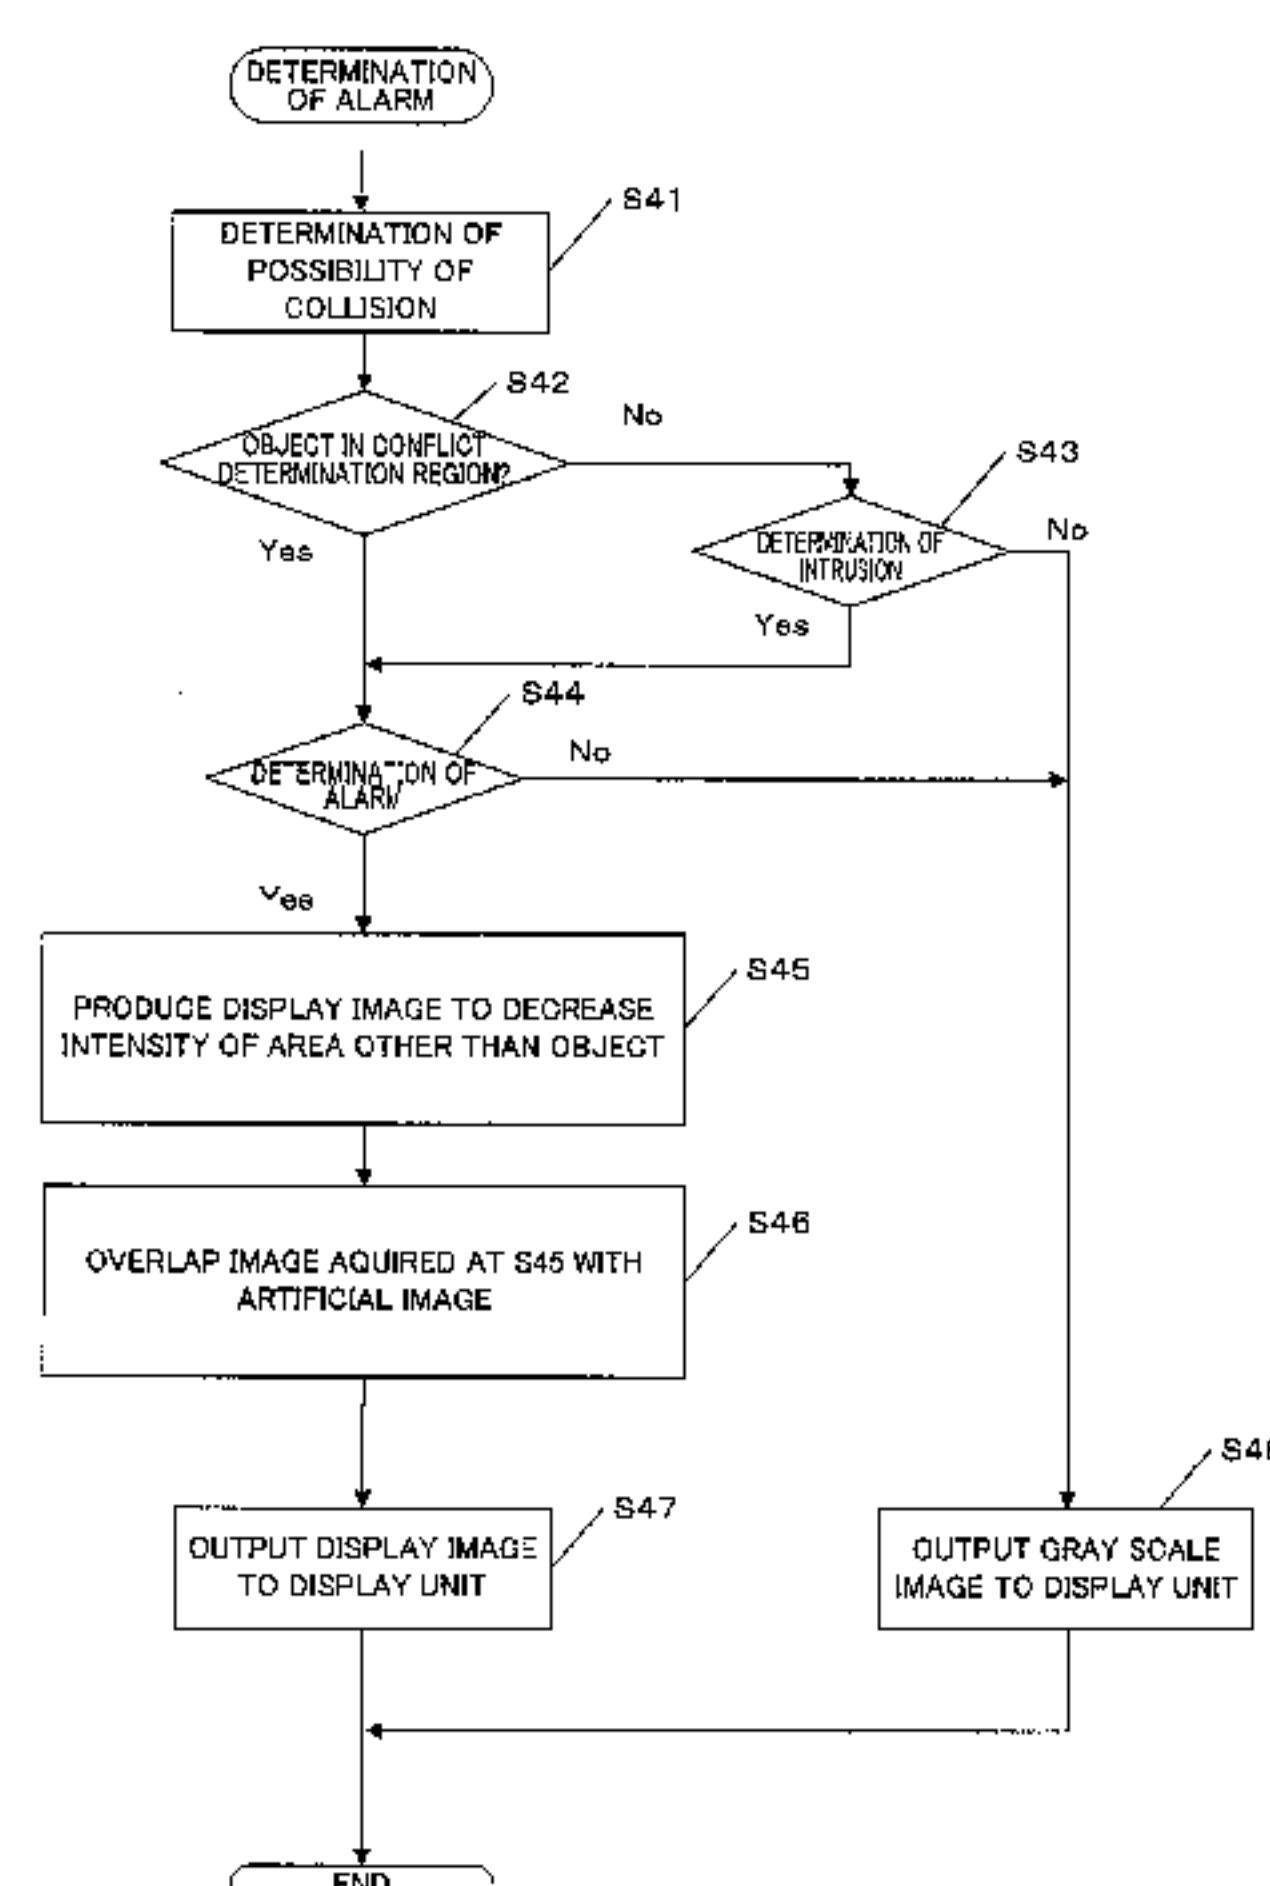 DETERMINATION
OF ALARM
S41
DETERMINATION OF
POSSIBILITY OF
COLLISION
S42
No
OBJECT IN CONFLICT
DETERMINATION REGION?
S43
No
Yes
DETERMINATION OF
INTRUSION
Yes
S44
No
DETERMINATION OF
ALARM
Yes
S45
PRODUCE DISPLAY IMAGE TO DECREASE
INTENSITY OF AREA OTHER THAN OBJECT
S46
OVERLAP IMAGE AQUIRED AT S45 WITH
ARTIFICIAL IMAGE
S47
OUTPUT DISPLAY IMAGE
TO DISPLAY UNIT
OUTPUT GRAY SCALE
IMAGE TO DISPLAY UNIT
END